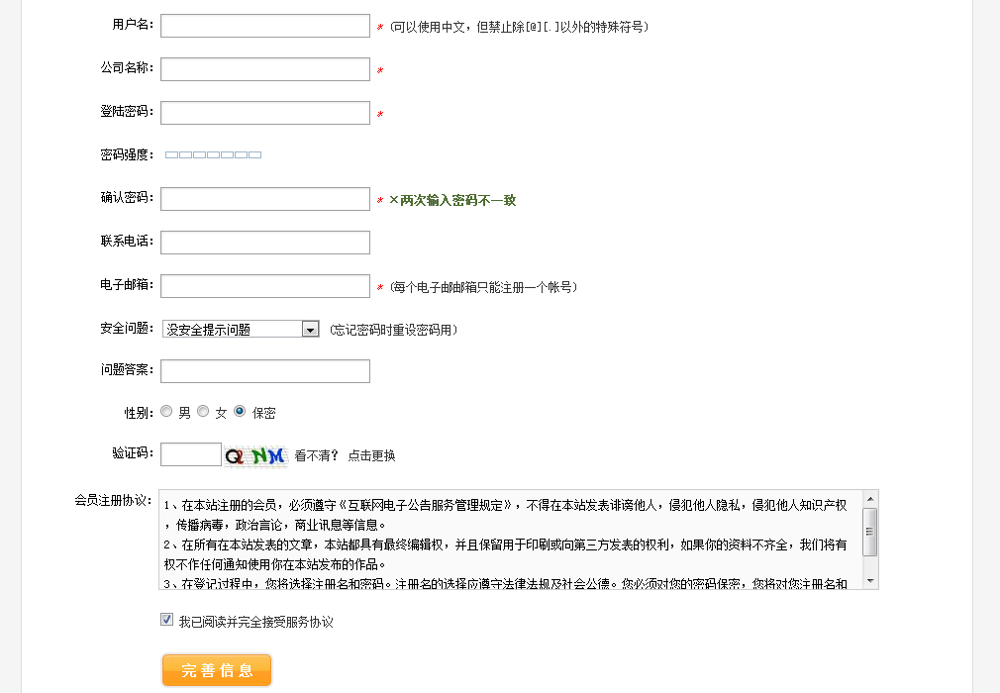 用户名： * (可以使用中文，但禁止除[@][.]以外的特殊符号)
公司名称： *
登陆密码： *
密码强度：
确认密码： * ×两次输入密码不一致
联系电话：
电子邮箱： * (每个电子邮邮箱只能注册一个帐号)
安全问题： 没安全提示问题 (忘记密码时重设密码用)
问题答案：
性别： 男 女 保密
验证码： Q NM 看不清？ 点击更换
会员注册协议：
1、在本站注册的会员，必须遵守《互联网电子公告服务管理规定》，不得在本站发表诽谤他人，侵犯他人隐私，侵犯他人知识产权
，传播病毒，政治言论，商业讯息等信息。
2、在所有在本站发表的文章，本站都具有最终编辑权，并且保留用于印刷或向第三方发表的权利，如果你的资料不齐全，我们将有
权不作任何通知使用你在本站发布的作品。
3、在登记过程中，您将选择注册名和密码。注册名的选择应遵守法律法规及社会公德。您必须对您的密码保密，您将对您注册名和
我已阅读并完全接受服务协议
完善信息